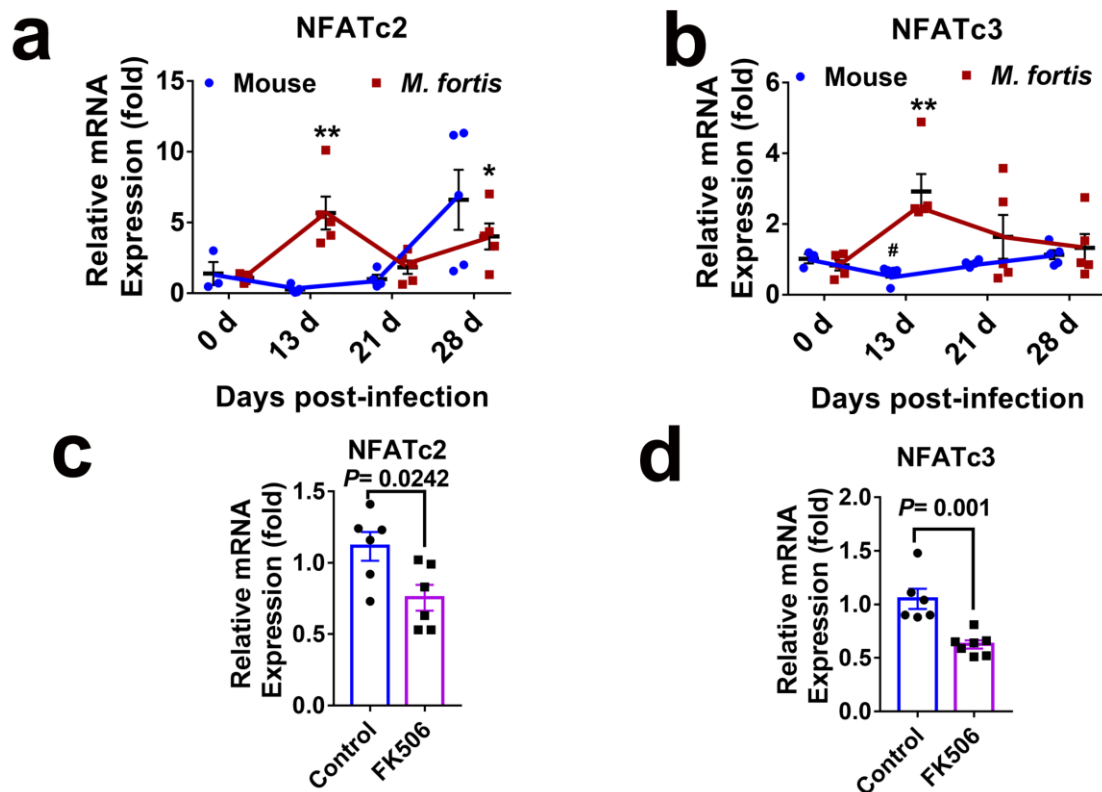 a
NFATc2
Mouse M. fortis
Relative mRNA
Expression (fold)
15
10
5
0
**
*
0 d 13 d 21 d 28 d
Days post-infection
b
NFATc3
Mouse M. fortis
Relative mRNA
Expression (fold)
6
4
2
0
**
#
0 d 13 d 21 d 28 d
Days post-infection
c
NFATc2
P= 0.0242
Relative mRNA
Expression (fold)
1.5
1.0
0.5
0.0
Control FK506
d
NFATc3
P= 0.001
Relative mRNA
Expression (fold)
2.0
1.5
1.0
0.5
0.0
Control FK506